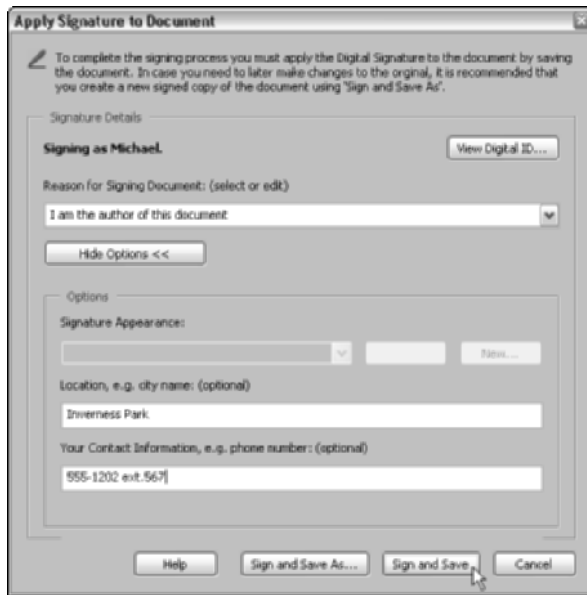 Apply Signature to Document
To complete the signing process you must apply the Digital Signature to the document by saving
the document. In case you need to later make changes to the orginal, it is recommended that
you create a new signed copy of the document using 'Sign and Save As'.
Signature Details
Signing as Michael.
View Digital ID...
Reason for Signing Document: (select or edit)
I am the author of this document
Hide Options <<
Options
Signature Appearance:
New...
Location, e.g. city name: (optional)
Inverness Park
Your Contact Information, e.g. phone number: (optional)
555-1202 ext.567
Help
Sign and Save As...
Sign and Save
Cancel